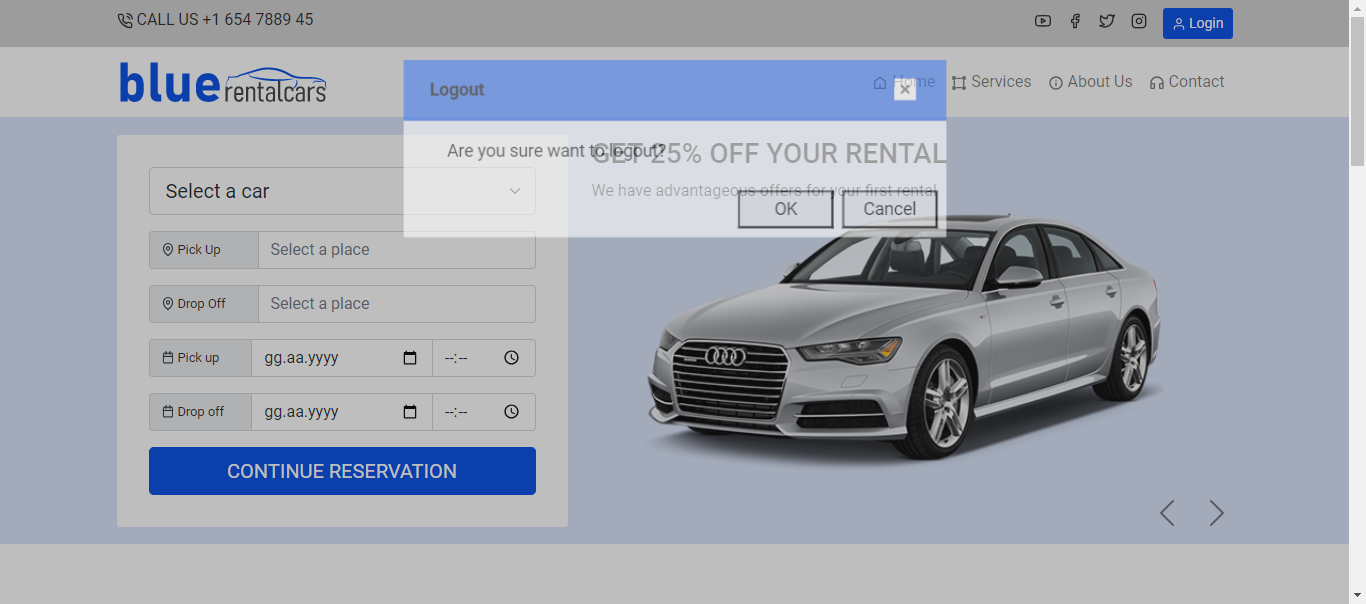 CALL US +1 654 7889 45
Login
blue rentalcars
Home
Services
About Us
Contact
Logout
Are you sure want to logout?
GET 25% OFF YOUR RENTAL
We have advantageous offers for your first rental
OK
Cancel
Select a car
Pick Up
Select a place
Drop Off
Select a place
Pick up
gg.aa.yyyy
--:--
Drop off
gg.aa.yyyy
--:--
CONTINUE RESERVATION